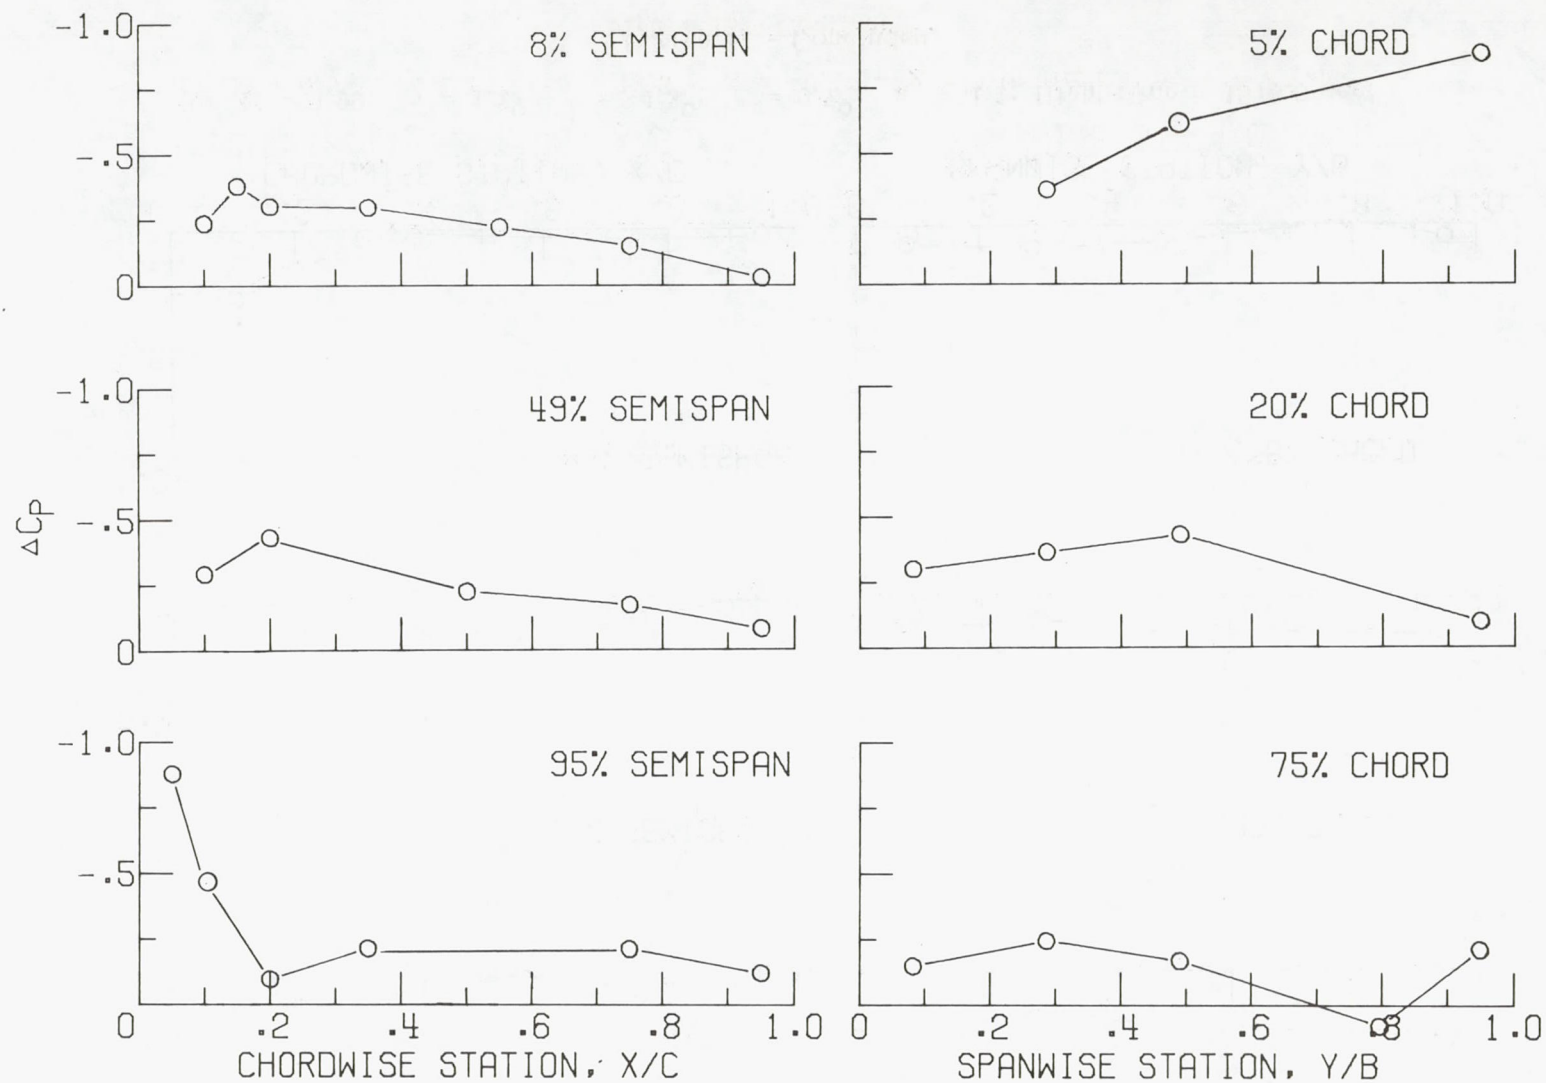 8% SEMISPAN
-1.0
-.5
0
5% CHORD
49% SEMISPAN
-1.0
-.5
0
ΔCP
20% CHORD
95% SEMISPAN
-1.0
-.5
0 .2 .4 .6 .8 1.0
CHORDWISE STATION, X/C
75% CHORD
0 .2 .4 .6 .8 1.0
SPANWISE STATION, Y/B